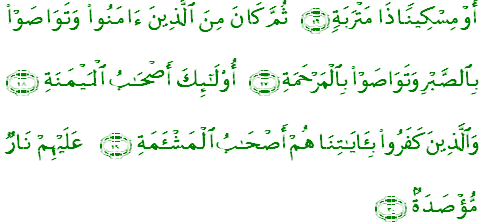 أَوْ مِسْكِينًا ذَا مَتْرَبَةٍ ۝١٦ ثُمَّ كَانَ مِنَ ٱلَّذِينَ ءَامَنُوا۟ وَتَوَاصَوْا۟
بِٱلصَّبْرِ وَتَوَاصَوْا۟ بِٱلْمَرْحَمَةِ ۝١٧ أُو۟لَٰٓئِكَ أَصْحَٰبُ ٱلْمَيْمَنَةِ ۝١٨
وَٱلَّذِينَ كَفَرُوا۟ بِـَٔايَٰتِنَا هُمْ أَصْحَٰبُ ٱلْمَشْـَٔمَةِ ۝١٩ عَلَيْهِمْ نَارٌ
مُّؤْصَدَةٌۢ ۝٢٠